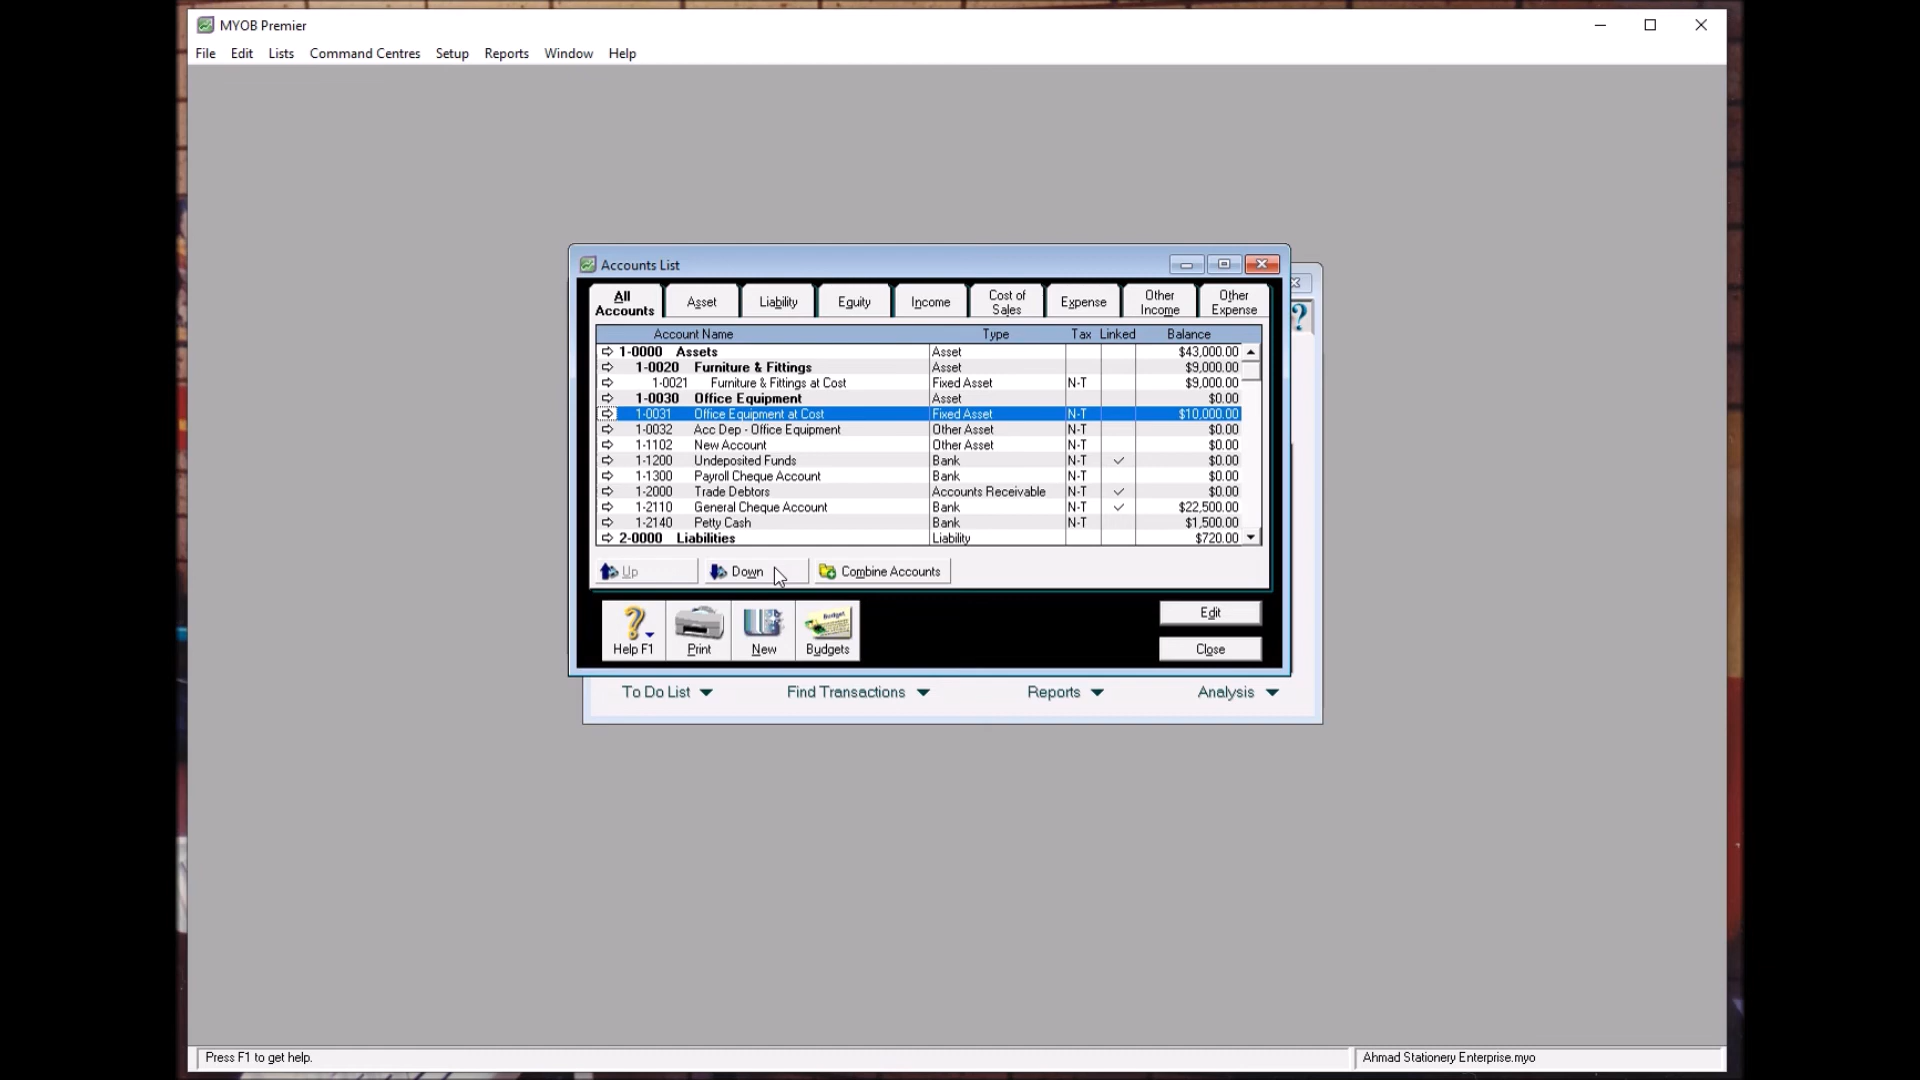 MYOB Premier
File Edit Lists Command Centres Setup Reports Window Help
Accounts List
All Accounts Asset Liability Equity Income Cost of Sales Expense Other Income Other Expense
Account Name Type Tax Linked Balance
1-0000 Assets Asset $43,000.00
1-0020 Furniture & Fittings Asset $9,000.00
1-0021 Furniture & Fittings at Cost Fixed Asset N-T $9,000.00
1-0030 Office Equipment Asset $0.00
1-0031 Office Equipment at Cost Fixed Asset N-T $10,000.00
1-0032 Acc Dep - Office Equipment Other Asset N-T $0.00
1-1102 New Account Other Asset N-T $0.00
1-1200 Undeposited Funds Bank N-T ✓ $0.00
1-1300 Payroll Cheque Account Bank N-T $0.00
1-2000 Trade Debtors Accounts Receivable N-T ✓ $0.00
1-2110 General Cheque Account Bank N-T ✓ $22,500.00
1-2140 Petty Cash Bank N-T $1,500.00
2-0000 Liabilities Liability $720.00
Up Down Combine Accounts
Help F1 Print New Budgets
Edit
Close
To Do List Find Transactions Reports Analysis
Press F1 to get help. Ahmad Stationery Enterprise.myo